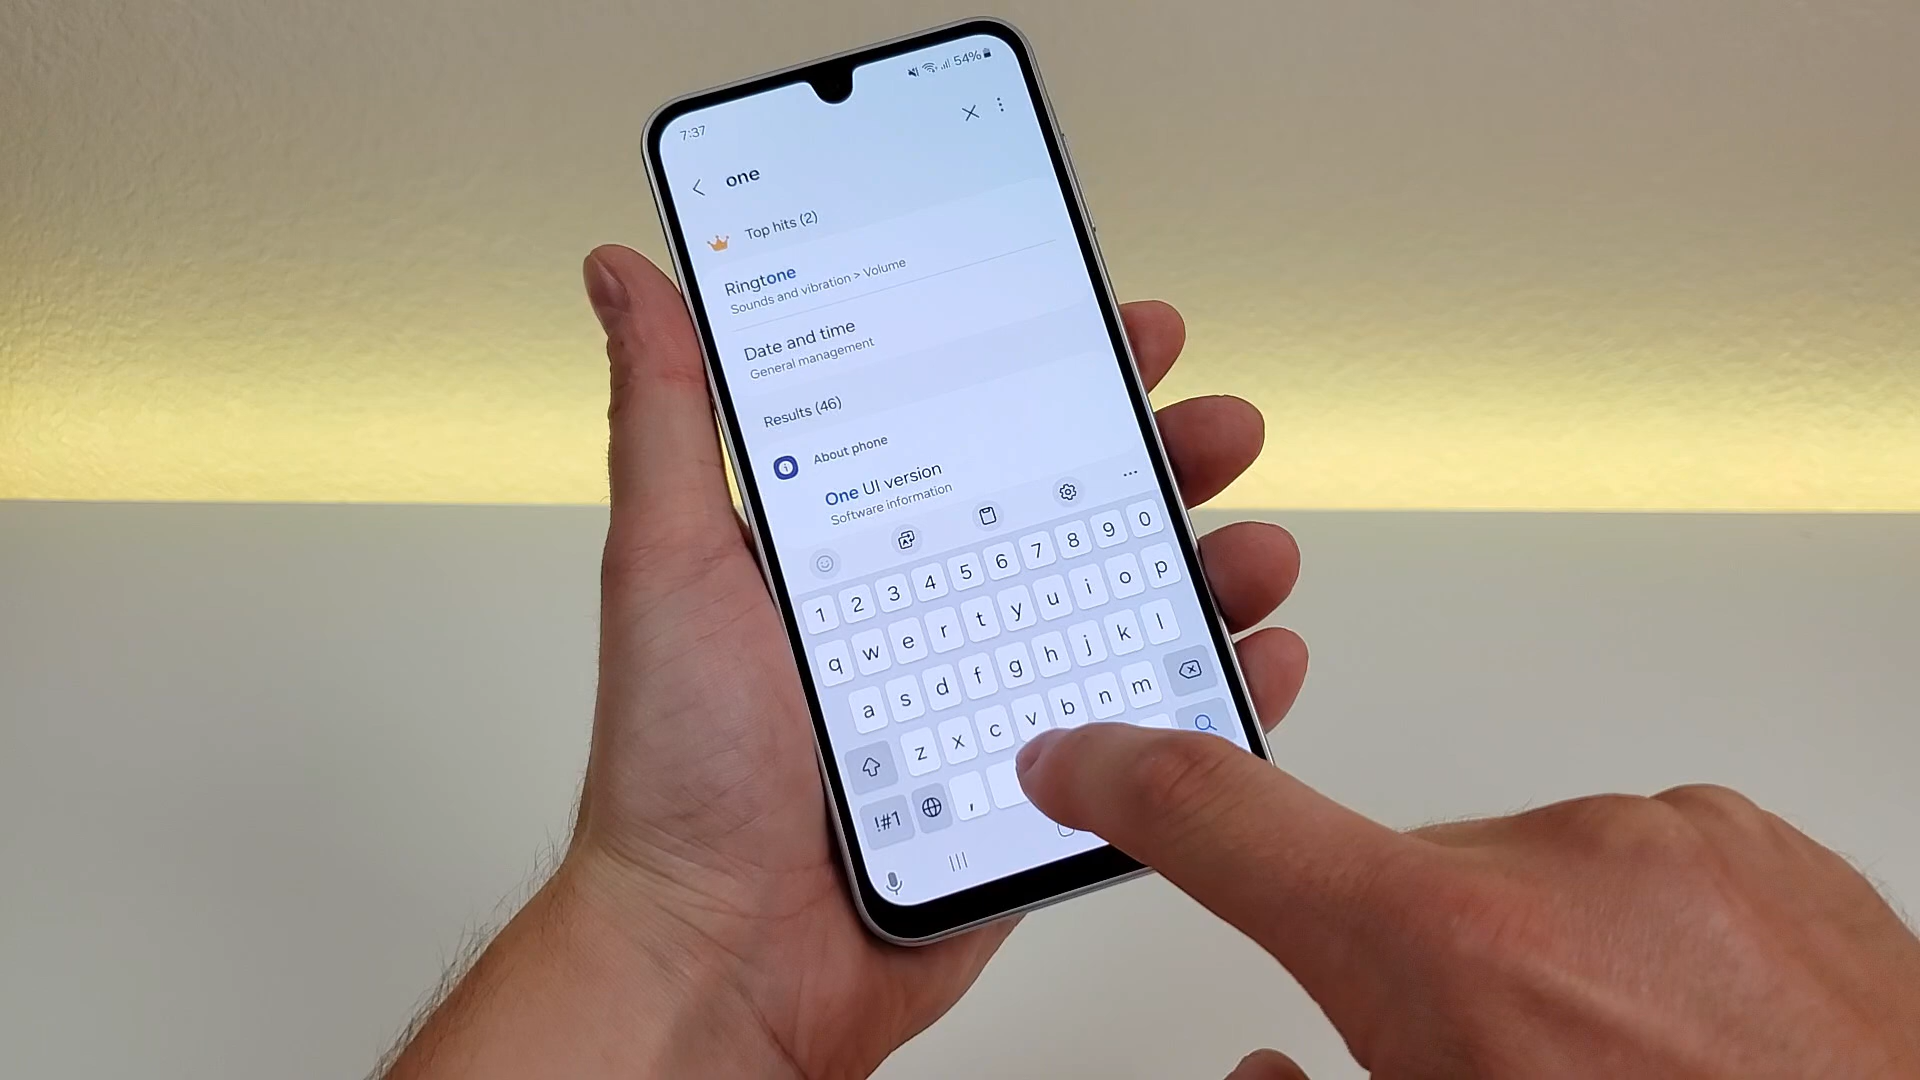 7:37
54%
one
Top hits (2)
Ringtone
Sounds and vibration > Volume
Date and time
General management
Results (46)
About phone
One UI version
Software information
1 2 3 4 5 6 7 8 9 0
q w e r t y u i o p
a s d f g h j k l
z x c v b n m
!#1 ,